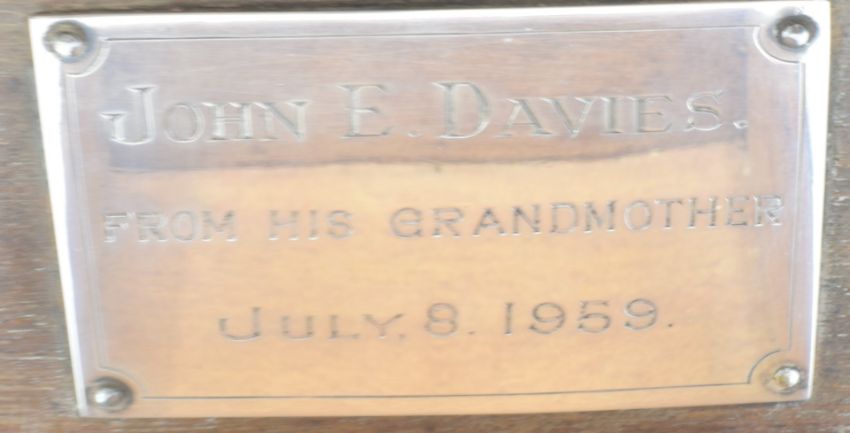 JOHN E. DAVIES.
FROM HIS GRANDMOTHER
JULY, 8. 1959.